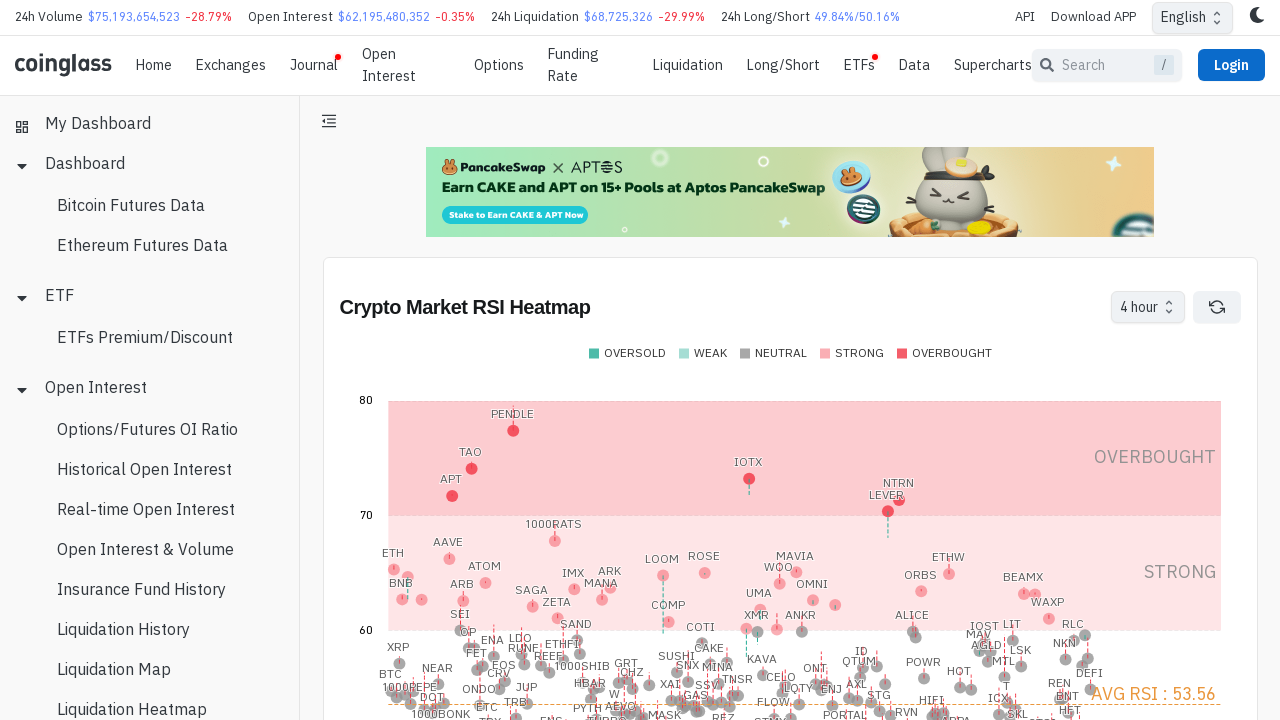 24h Volume $75,193,654,523 -28.79% Open Interest $62,195,480,352 -0.35% 24h Liquidation $68,725,326 -29.99% 24h Long/Short 49.84%/50.16% API Download APP English
coinglass Home Exchanges Journal Open Interest Options Funding Rate Liquidation Long/Short ETFs Data Supercharts Search / Login
My Dashboard
Dashboard
Bitcoin Futures Data
Ethereum Futures Data
ETF
ETFs Premium/Discount
Open Interest
Options/Futures OI Ratio
Historical Open Interest
Real-time Open Interest
Open Interest & Volume
Insurance Fund History
Liquidation History
Liquidation Map
Liquidation Heatmap
PancakeSwap X APTOS
Earn CAKE and APT on 15+ Pools at Aptos PancakeSwap
Stake to Earn CAKE & APT Now
Crypto Market RSI Heatmap
4 hour
OVERSOLD WEAK NEUTRAL STRONG OVERBOUGHT
80
PENDLE
TAO
IOTX
OVERBOUGHT
APT
NTRN
LEVER
70
1000RATS
AAVE
ETH
LOOM ROSE MAVIA ETHW
ATOM
WOO
STRONG
IMX ARK
ORBS BEAMX
BNB ARB MANA OMNI
SAGA
UMA
ZETA COMP WAXP
SEI XMR ANKR ALICE
60
SAND COTI IOST LIT RLC
OP MAV
ENA LDO
XRP RUNE ETHFI CAKE AGLD NKN
FET REEF SUSHI ID LSK
KAVA QTUM MTL POWR
NEAR EOS 1000SHIB GRT SNX MINA ONT HOT
BTC CRV CHZ CELO DEFI
1000PEPE ONDO JUP HBAR XAI SSV TNSR LQTY ENJ AXL REN
DOT W GAS STG T ENT
AVG RSI : 53.56
ETC TRB FLOW HIFI ICX
1000BONK PYTH AEVO MASK REZ PORTAL RVN SKL HFT